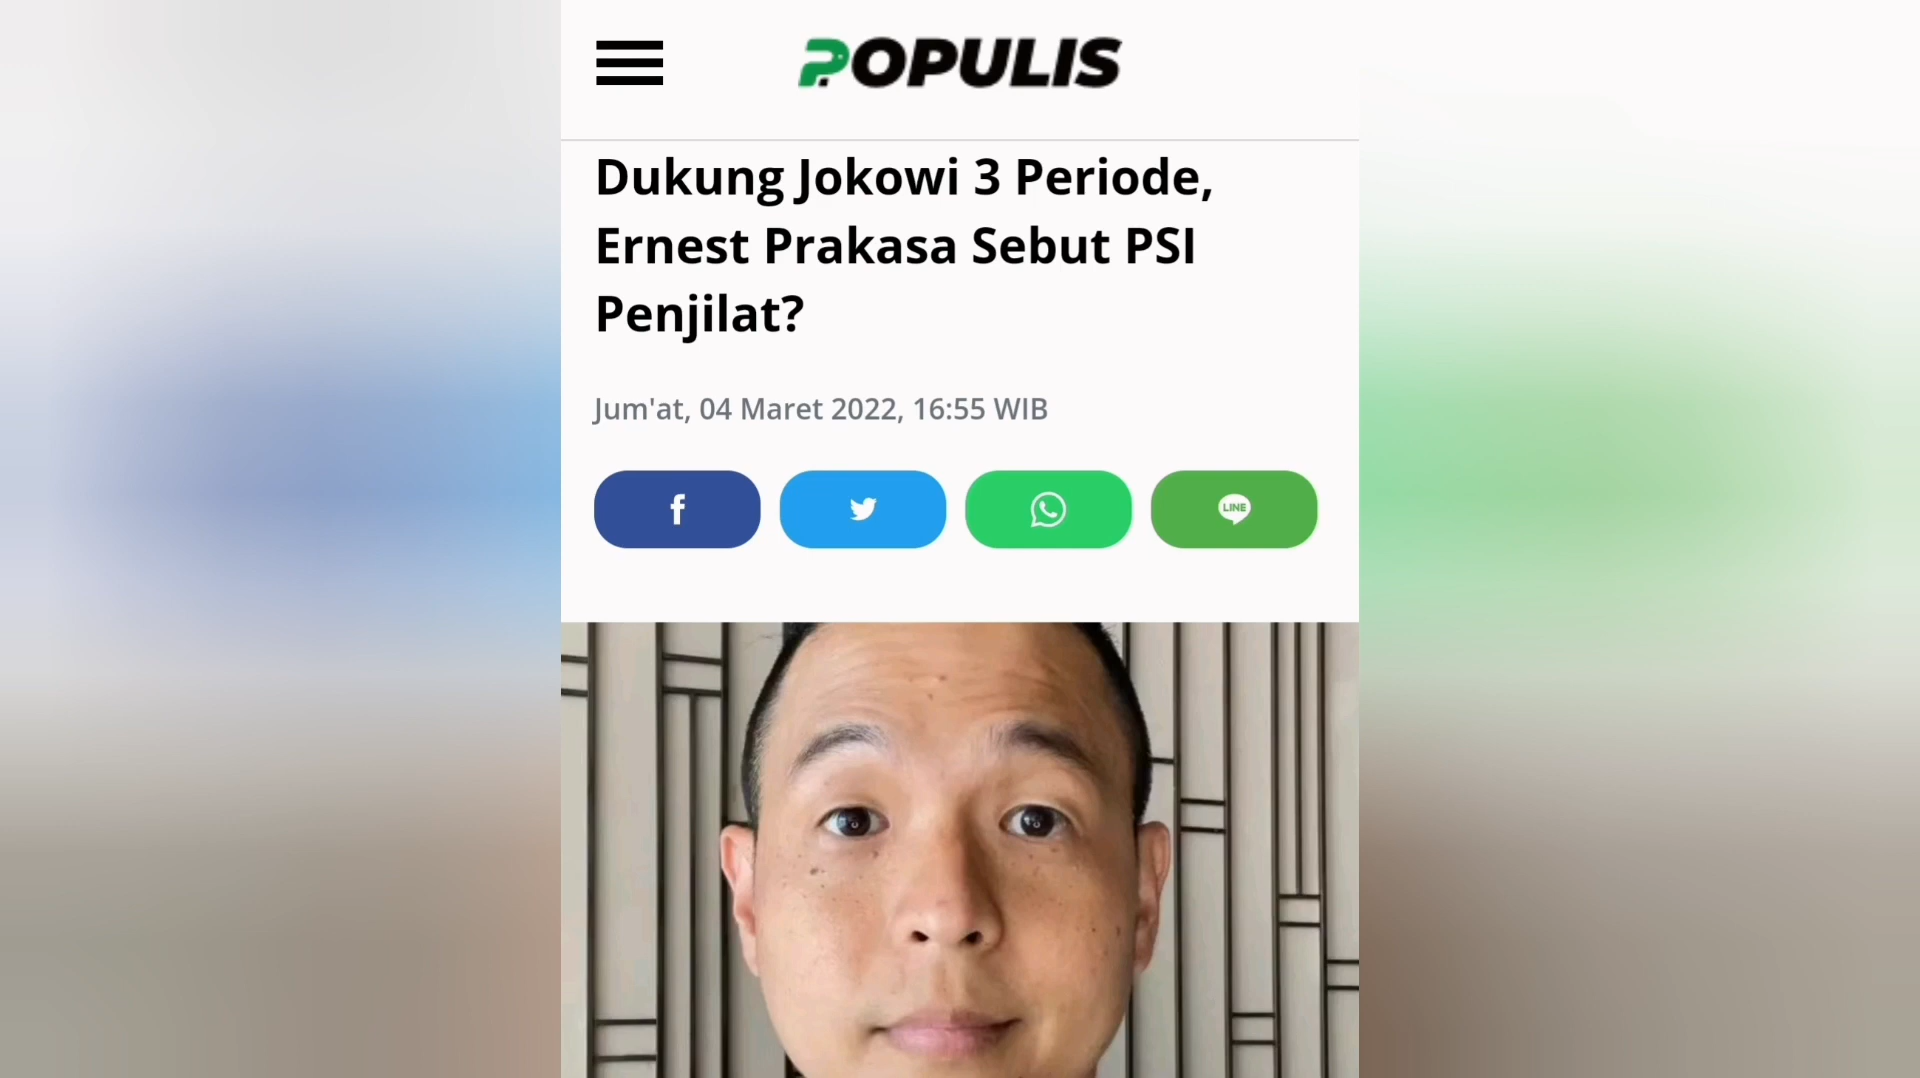 POPULIS
Dukung Jokowi 3 Periode,
Ernest Prakasa Sebut PSI
Penjilat?
Jum'at, 04 Maret 2022, 16:55 WIB
f
LINE